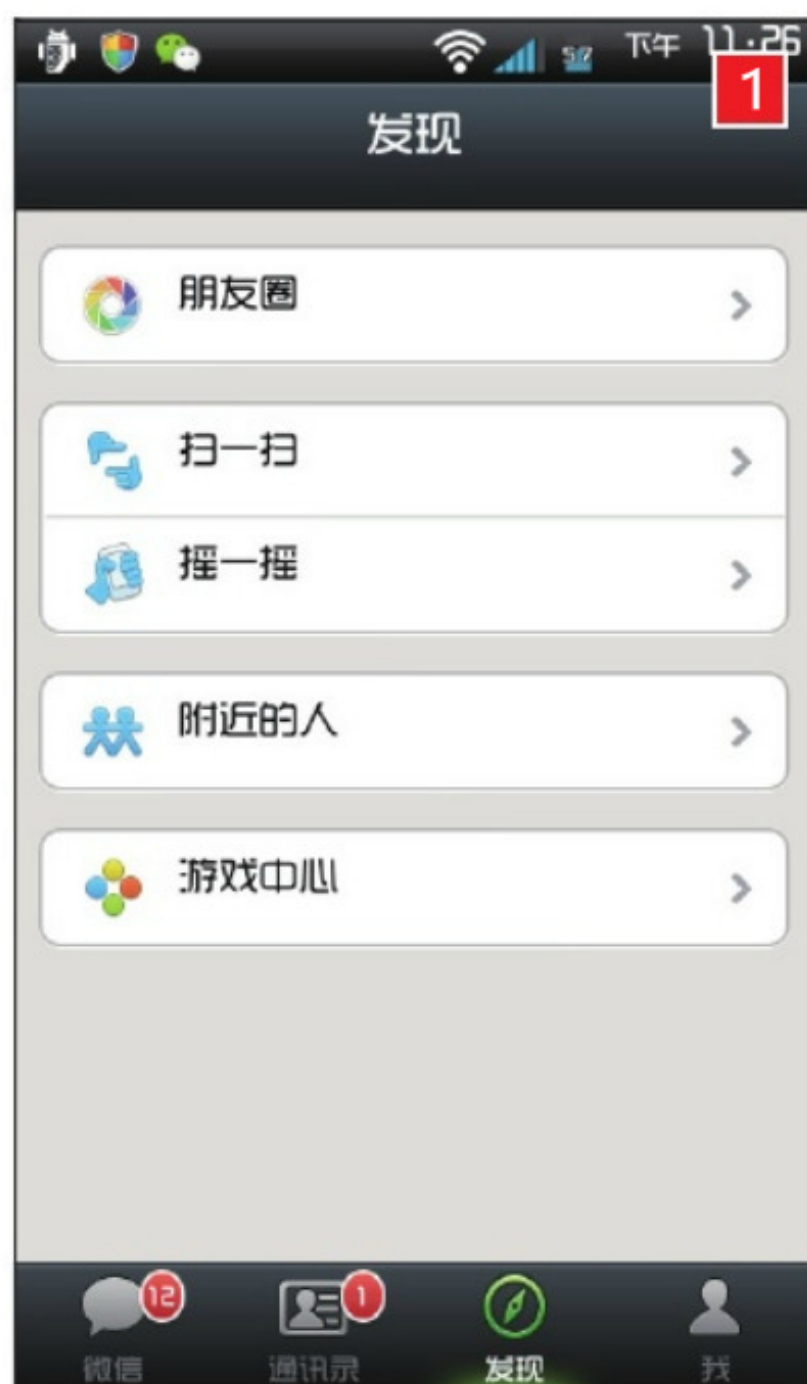 57 下午 11:26
1
发现
朋友圈
扫一扫
摇一摇
附近的人
游戏中心
12 1
微信 通讯录 发现 我